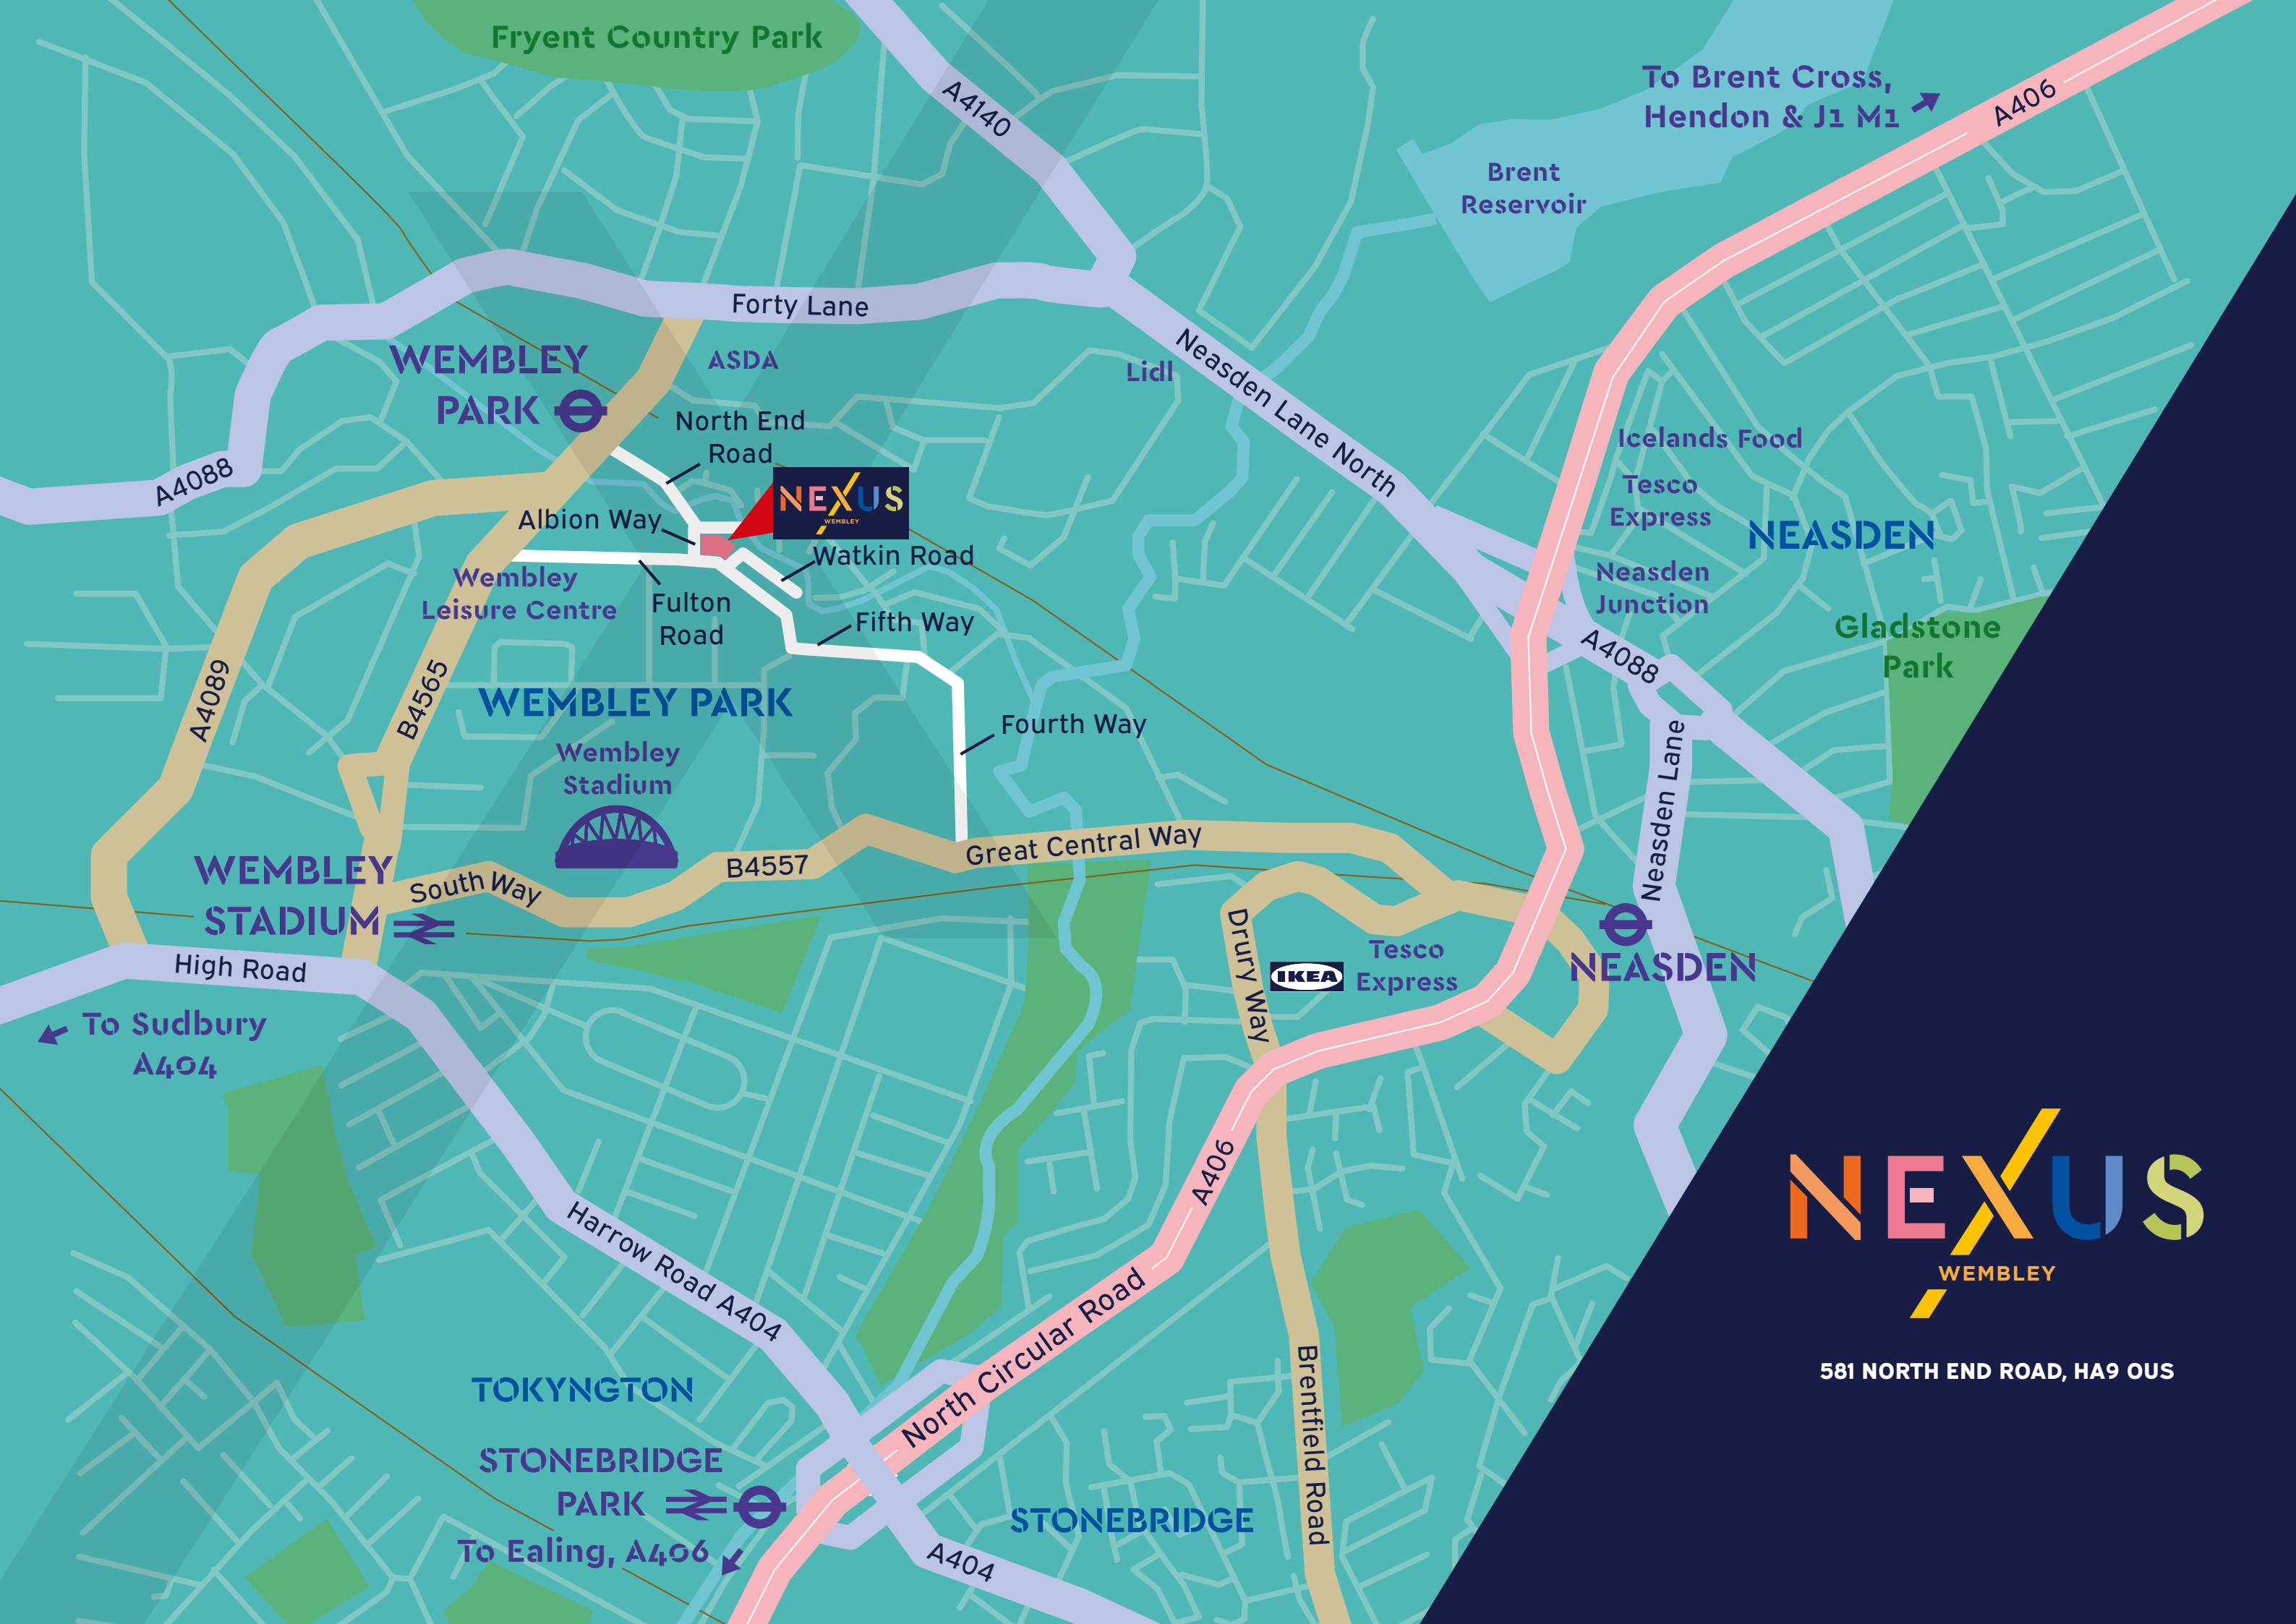 Fryent Country Park
A4140
To Brent Cross,
Hendon & J1 M1
A406
Brent
Reservoir
Forty Lane
WEMBLEY
PARK
ASDA
Lidl
Neasden Lane North
North End
Road
A4088
NEXUS
WEMBLEY
Albion Way
Watkin Road
Icelands Food
Tesco
Express
NEASDEN
Neasden
Junction
Wembley
Leisure Centre
Fulton
Road
Fifth Way
Gladstone
Park
A4088
A4089
B4565
WEMBLEY PARK
Fourth Way
Wembley
Stadium
Neasden Lane
Great Central Way
B4557
South Way
WEMBLEY
STADIUM
High Road
Drury Way
IKEA
Tesco
Express
NEASDEN
To Sudbury
A404
A406
Harrow Road A404
North Circular Road
Brentfield Road
TOKYNGTON
STONEBRIDGE
PARK
To Ealing, A406
STONEBRIDGE
A404
NEXUS
WEMBLEY
581 NORTH END ROAD, HA9 OUS